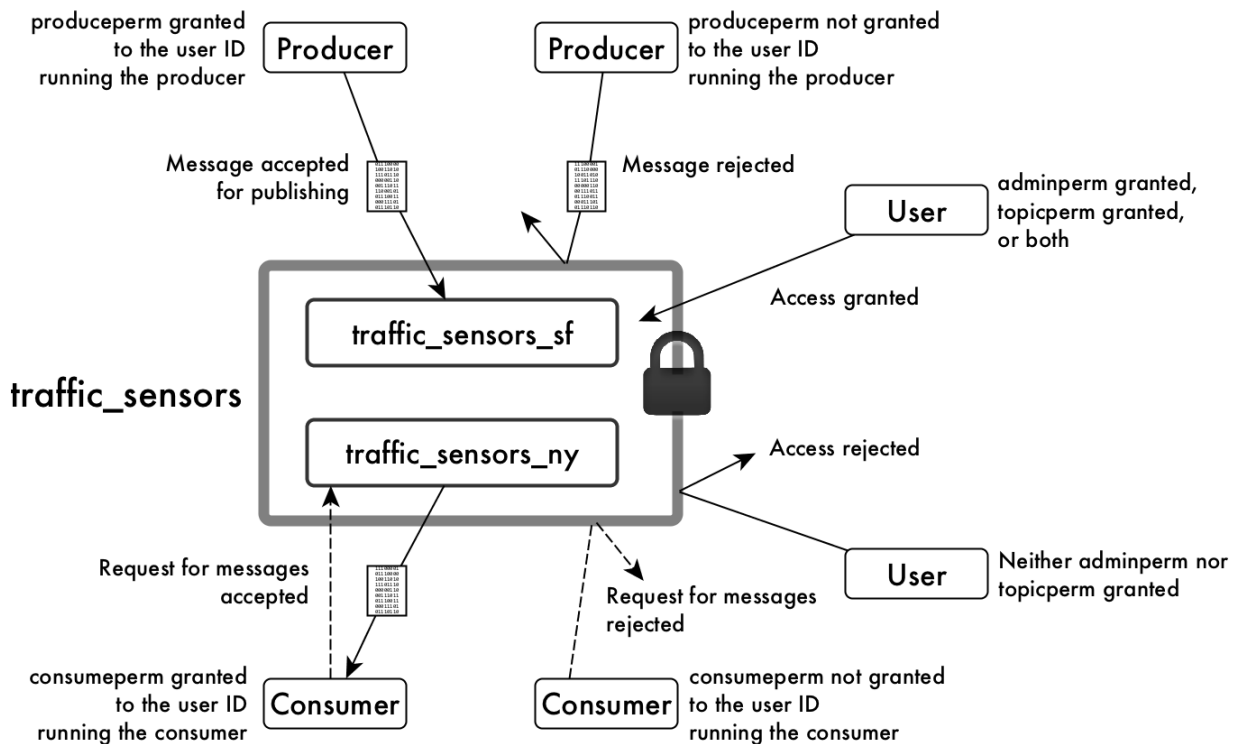 produceperm granted
to the user ID
running the producer
Producer
Producer
produceperm not granted
to the user ID
running the producer
Message accepted
for publishing
Message rejected
User
adminperm granted,
topicperm granted,
or both
Access granted
traffic_sensors_sf
traffic_sensors
traffic_sensors_ny
Access rejected
Request for messages
accepted
Request for messages
rejected
User
Neither adminperm nor
topicperm granted
consumeperm granted
to the user ID
running the consumer
Consumer
Consumer
consumeperm not granted
to the user ID
running the consumer